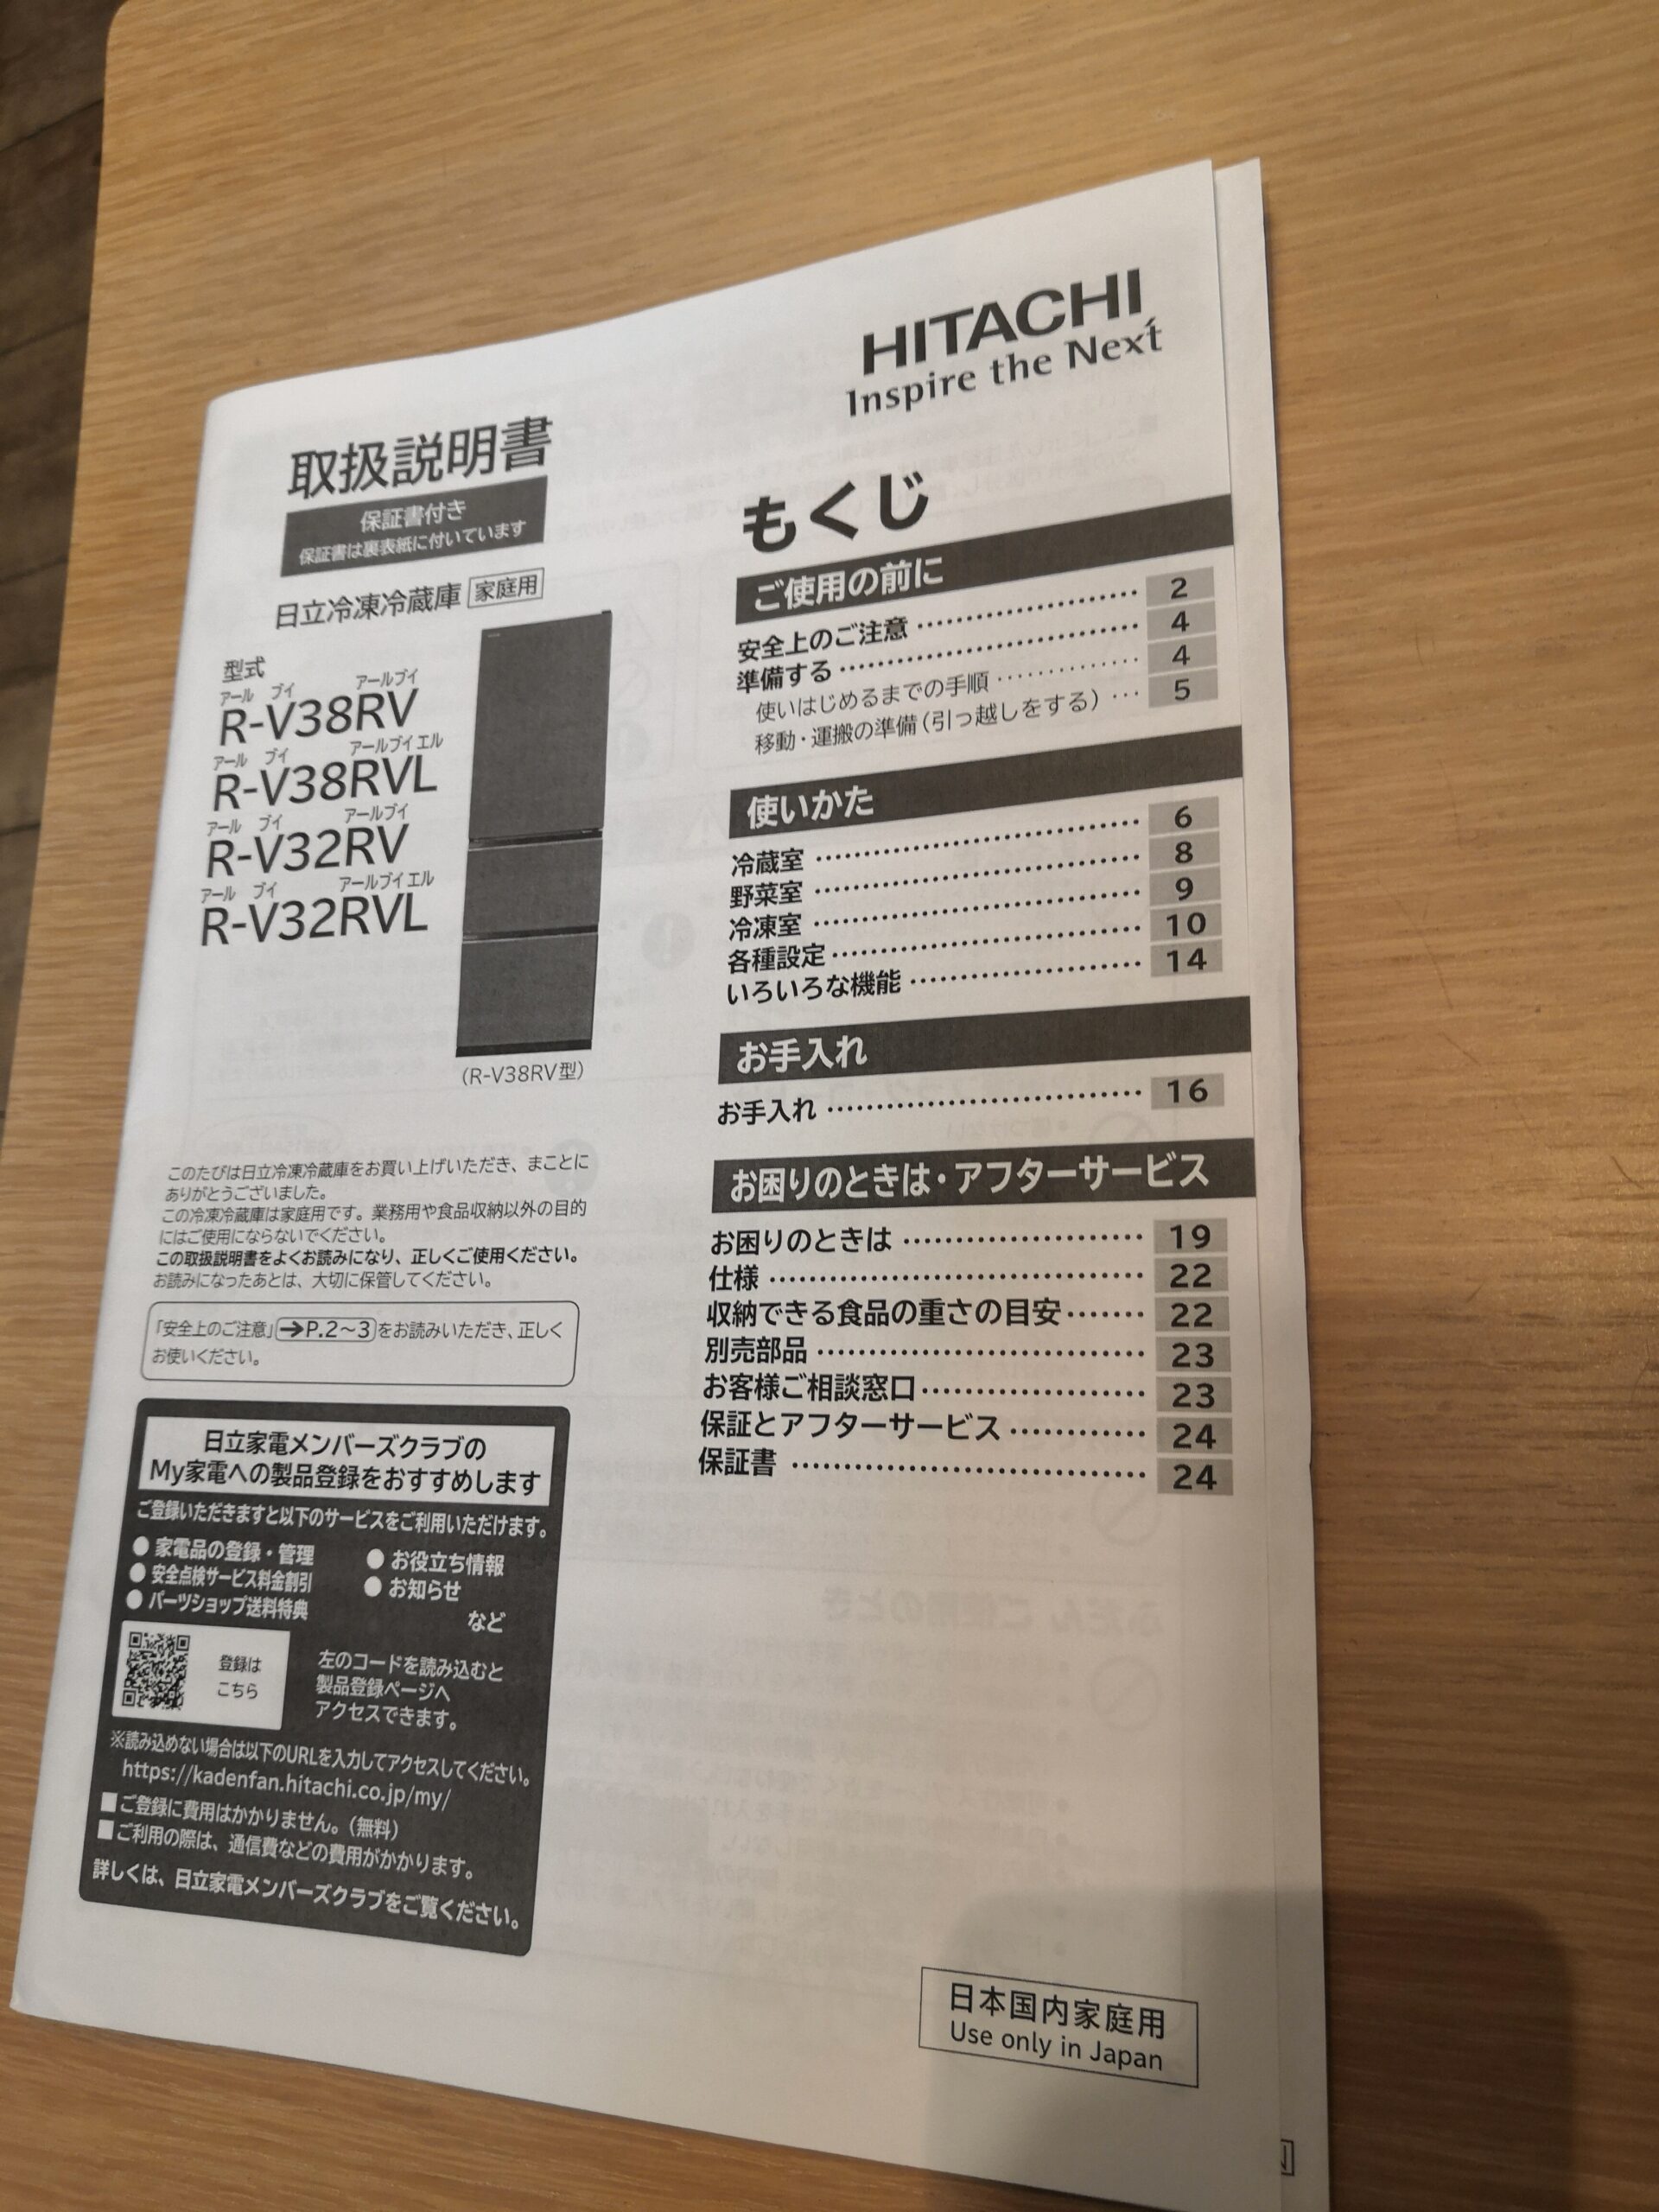 HITACHI
Inspire the Next
取扱説明書
保証書付き
保証書は裏表紙に付いています
日立冷凍冷蔵庫 家庭用
型式
アール ブイ アールブイ
R-V38RV
アール ブイ アールブイエル
R-V38RVL
アール ブイ アールブイ
R-V32RV
アール ブイ アールブイエル
R-V32RVL
(R-V38RV型)
このたびは日立冷凍冷蔵庫をお買い上げいただき、まことに
ありがとうございました。
この冷凍冷蔵庫は家庭用です。業務用や食品収納以外の目的
にはご使用にならないでください。
この取扱説明書をよくお読みになり、正しくご使用ください。
お読みになったあとは、大切に保管してください。
「安全上のご注意」➔P.2～3をお読みいただき、正しく
お使いください。
日立家電メンバーズクラブの
My家電への製品登録をおすすめします
ご登録いただきますと以下のサービスをご利用いただけます。
● 家電品の登録・管理
● 安全点検サービス料金割引
● パーツショップ送料特典
● お役立ち情報
● お知らせ
など
登録は
こちら
左のコードを読み込むと
製品登録ページへ
アクセスできます。
※読み込めない場合は以下のURLを入力してアクセスしてください。
https://kadenfan.hitachi.co.jp/my/
■ご登録に費用はかかりません。(無料)
■ご利用の際は、通信費などの費用がかかります。
詳しくは、日立家電メンバーズクラブをご覧ください。
もくじ
ご使用の前に
安全上のご注意 ………… 2
準備する ………… 4
使いはじめるまでの手順 ………… 4
移動・運搬の準備(引っ越しをする) … 5
使いかた
冷蔵室 ………… 6
野菜室 ………… 8
冷凍室 ………… 9
各種設定 ………… 10
いろいろな機能 ………… 14
お手入れ
お手入れ ………… 16
お困りのときは・アフターサービス
お困りのときは ………… 19
仕様 ………… 22
収納できる食品の重さの目安 ……… 22
別売部品 ………… 23
お客様ご相談窓口 ………… 23
保証とアフターサービス ………… 24
保証書 ………… 24
日本国内家庭用
Use only in Japan